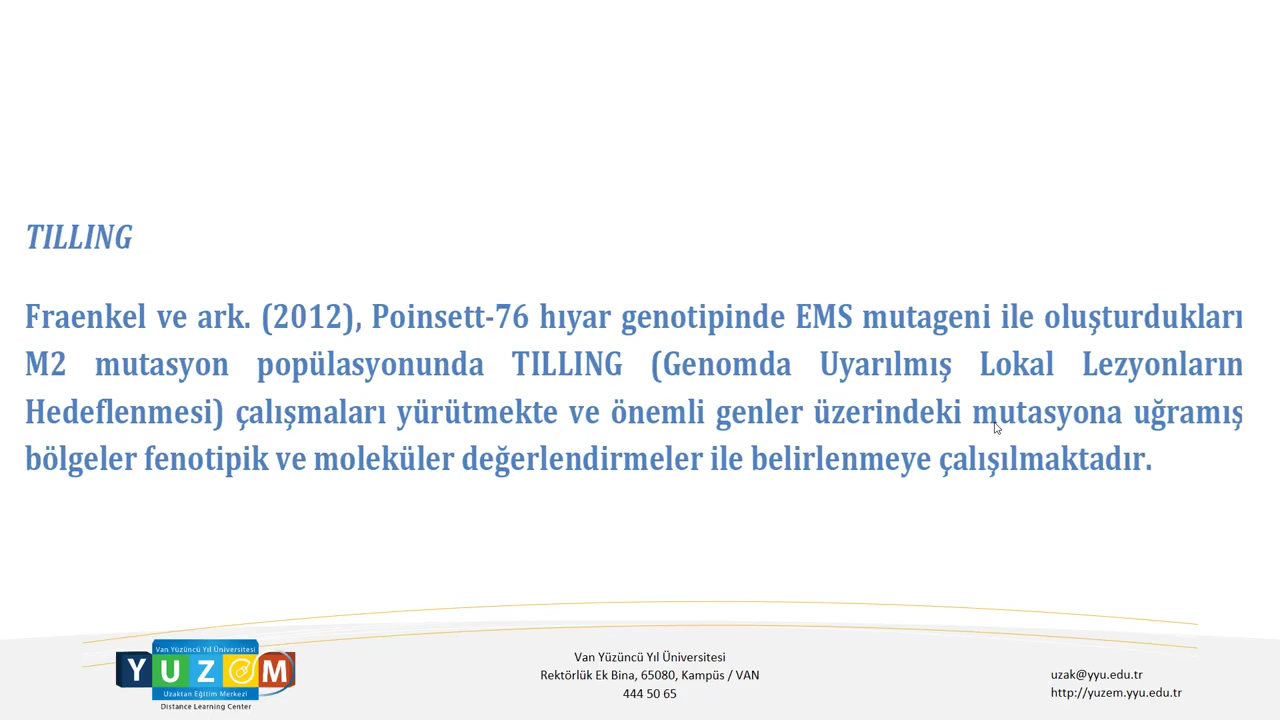 TILLING
Fraenkel ve ark. (2012), Poinsett-76 hıyar genotipinde EMS mutageni ile oluşturdukları
M2 mutasyon popülasyonunda TILLING (Genomda Uyarılmış Lokal Lezyonların
Hedeflenmesi) çalışmaları yürütmekte ve önemli genler üzerindeki mutasyona uğramış
bölgeler fenotipik ve moleküler değerlendirmeler ile belirlenmeye çalışılmaktadır.
Van Yüzüncü Yıl Üniversitesi
YUZEM
Uzaktan Eğitim Merkezi
Distance Learning Center
Van Yüzüncü Yıl Üniversitesi
Rektörlük Ek Bina, 65080, Kampüs / VAN
444 50 65
uzak@yyu.edu.tr
http://yuzem.yyu.edu.tr